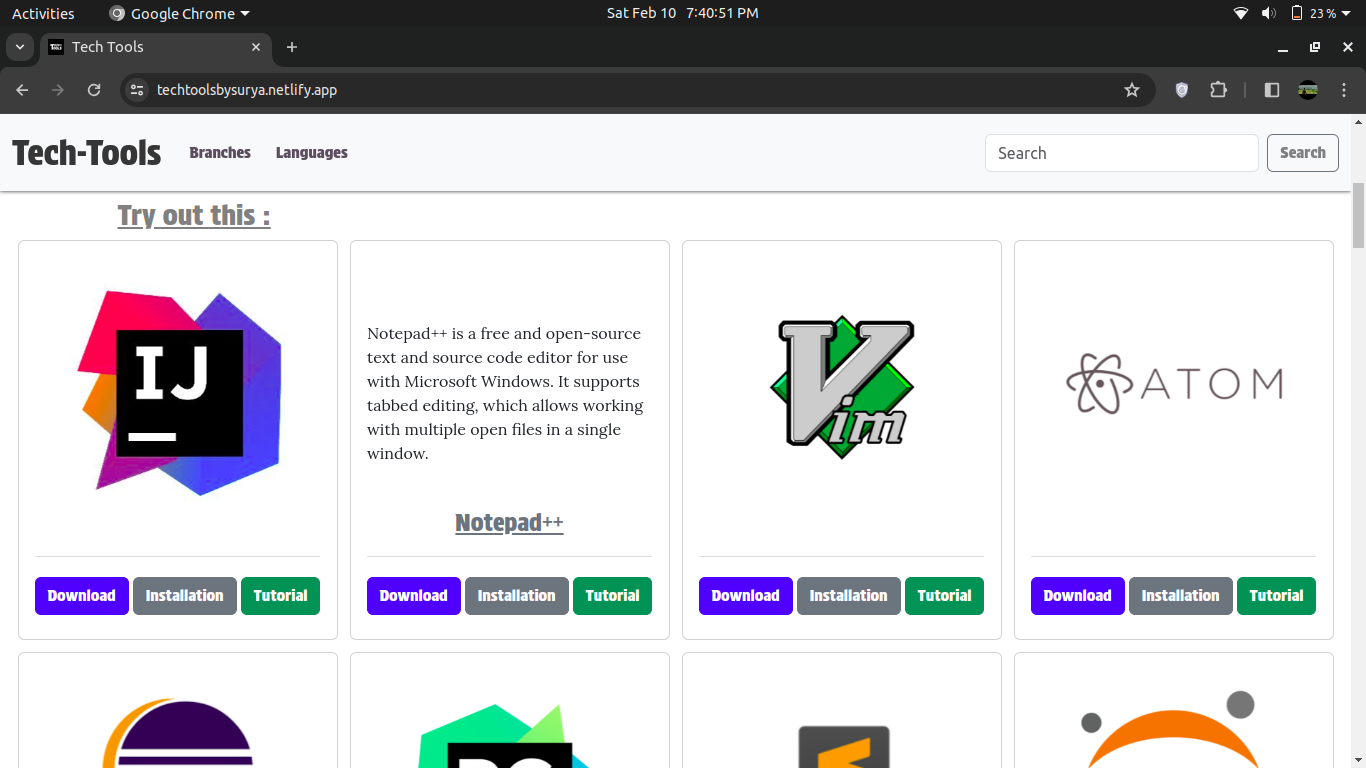 Activities
Google Chrome
Sat Feb 10 7:40:51 PM
23 %
Tech Tools
techtoolsbysurya.netlify.app
Tech-Tools
Branches
Languages
Search
Search
Try out this :
IJ
Notepad++ is a free and open-source
text and source code editor for use
with Microsoft Windows. It supports
tabbed editing, which allows working
with multiple open files in a single
window.
Notepad++
Vim
ATOM
Download
Installation
Tutorial
Download
Installation
Tutorial
Download
Installation
Tutorial
Download
Installation
Tutorial